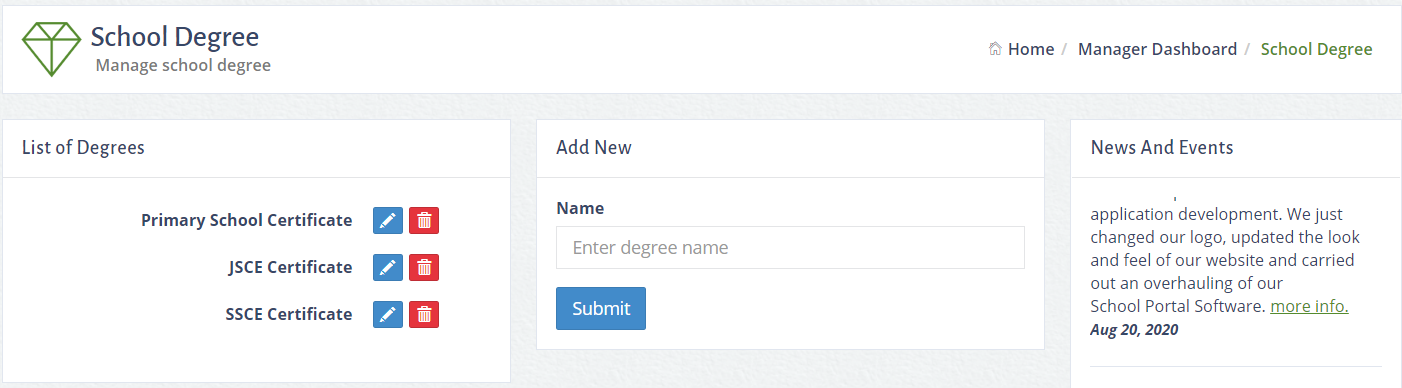 School Degree
Manage school degree
Home / Manager Dashboard / School Degree
List of Degrees
Primary School Certificate
JSCE Certificate
SSCE Certificate
Add New
Name
Enter degree name
Submit
News And Events
application development. We just
changed our logo, updated the look
and feel of our website and carried
out an overhauling of our
School Portal Software. more info.
Aug 20, 2020